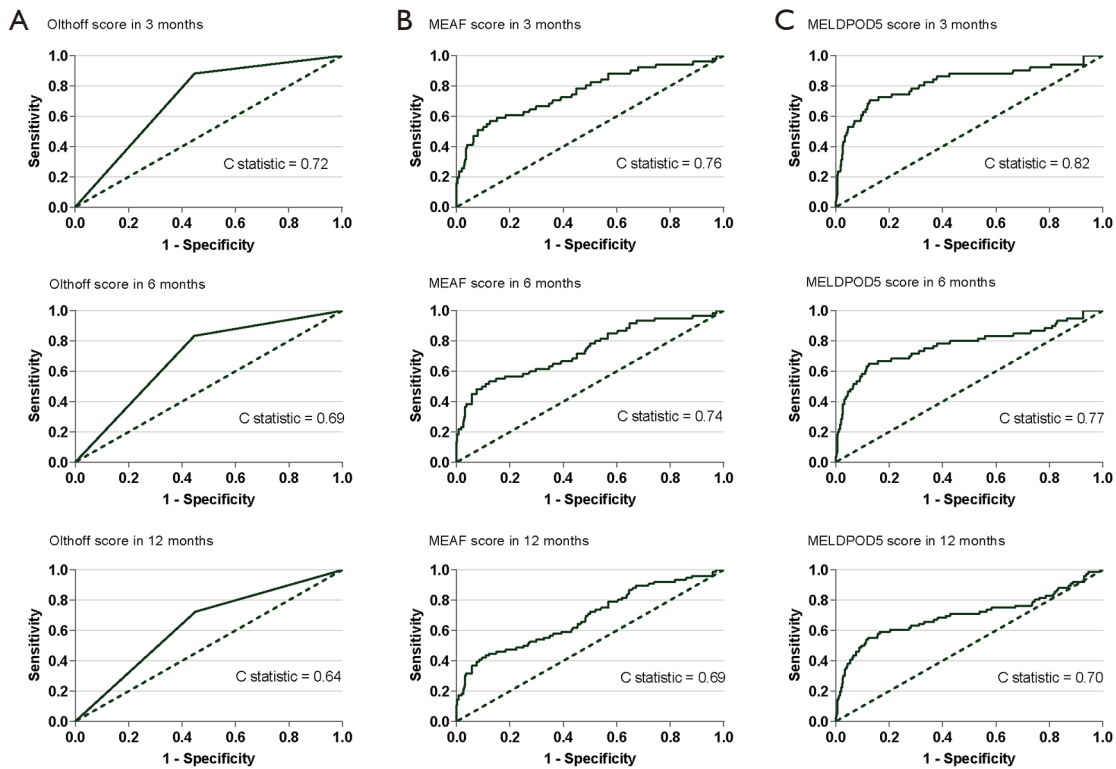 A
Olthoff score in 3 months
1.0
0.8
0.6
0.4
0.2
0.0
Sensitivity
C statistic = 0.72
0.0 0.2 0.4 0.6 0.8 1.0
1 - Specificity
B
MEAF score in 3 months
1.0
0.8
0.6
0.4
0.2
0.0
Sensitivity
C statistic = 0.76
0.0 0.2 0.4 0.6 0.8 1.0
1 - Specificity
C
MELDPOD5 score in 3 months
1.0
0.8
0.6
0.4
0.2
0.0
Sensitivity
C statistic = 0.82
0.0 0.2 0.4 0.6 0.8 1.0
1 - Specificity
Olthoff score in 6 months
1.0
0.8
0.6
0.4
0.2
0.0
Sensitivity
C statistic = 0.69
0.0 0.2 0.4 0.6 0.8 1.0
1 - Specificity
MEAF score in 6 months
1.0
0.8
0.6
0.4
0.2
0.0
Sensitivity
C statistic = 0.74
0.0 0.2 0.4 0.6 0.8 1.0
1 - Specificity
MELDPOD5 score in 6 months
1.0
0.8
0.6
0.4
0.2
0.0
Sensitivity
C statistic = 0.77
0.0 0.2 0.4 0.6 0.8 1.0
1 - Specificity
Olthoff score in 12 months
1.0
0.8
0.6
0.4
0.2
0.0
Sensitivity
C statistic = 0.64
0.0 0.2 0.4 0.6 0.8 1.0
1 - Specificity
MEAF score in 12 months
1.0
0.8
0.6
0.4
0.2
0.0
Sensitivity
C statistic = 0.69
0.0 0.2 0.4 0.6 0.8 1.0
1 - Specificity
MELDPOD5 score in 12 months
1.0
0.8
0.6
0.4
0.2
0.0
Sensitivity
C statistic = 0.70
0.0 0.2 0.4 0.6 0.8 1.0
1 - Specificity